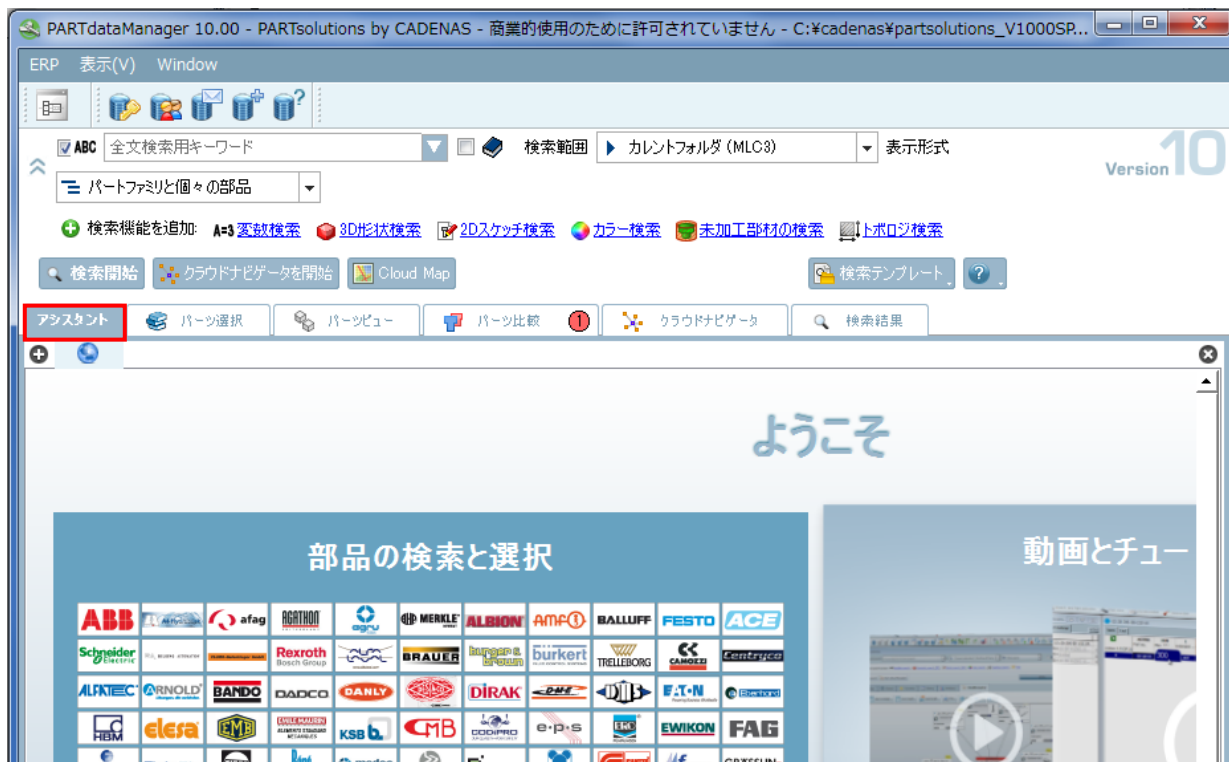 PARTdataManager 10.00 - PARTsolutions by CADENAS - 商業的使用のために許可されていません - C:¥cadenas¥partsolutions_V1000SP...
ERP 表示(V) Window
ABC 全文検索用キーワード 検索範囲 カレントフォルダ (MLC3) 表示形式
Version 10
パートファミリと個々の部品
検索機能を追加: A=3 変数検索 3D形状検索 2Dスケッチ検索 カラー検索 未加工部材の検索 トポロジ検索
検索開始 クラウドナビゲータを開始 Cloud Map 検索テンプレート
アシスタント パーツ選択 パーツビュー パーツ比較 1 クラウドナビゲータ 検索結果
ようこそ
部品の検索と選択
動画とチュー
ABB afag AGATHON agru MERKLE ALBION AMF BALLUFF FESTO ACE
Schneider Electric Rexroth Bosch Group BRAUER burger & brown burkert TRELLEBORG CAMOZZI Centryco
ALFATEC ARNOLD BANDO DADCO DANLY DIRAK DME EATON Eberhard
HBM elesa EMB EMILE MAURIN KSB GMB CODIPRO e·p·s ERO EWIKON FAG